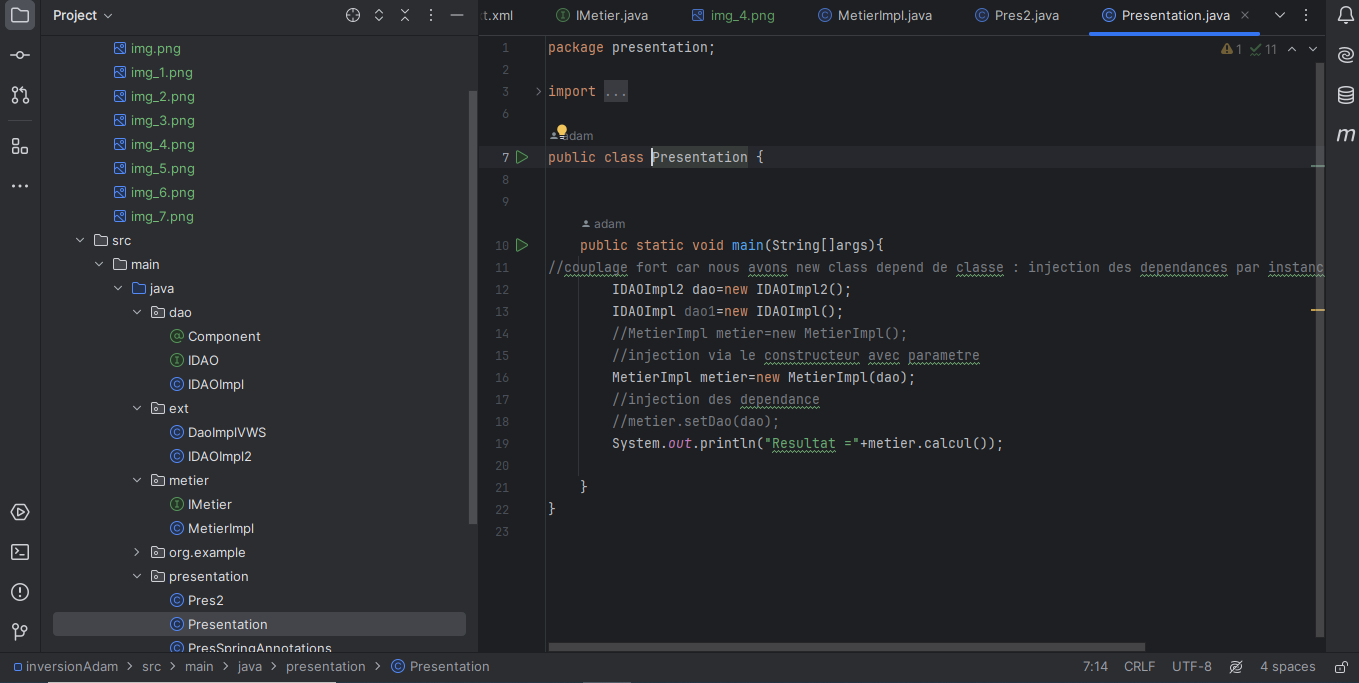 Project
:t.xml
IMetier.java
img_4.png
MetierImpl.java
Pres2.java
Presentation.java
img.png
img_1.png
img_2.png
img_3.png
img_4.png
img_5.png
img_6.png
img_7.png
src
main
java
dao
Component
IDAO
IDAOImpl
ext
DaoImplVWS
IDAOImpl2
metier
IMetier
MetierImpl
org.example
presentation
Pres2
Presentation
PresSpringAnnotations
1 11
1 package presentation;
2
3 import ...
6
adam
7 public class Presentation {
8
9
adam
10 public static void main(String[]args){
11 //couplage fort car nous avons new class depend de classe : injection des dependances par instanc
12 IDAOImpl2 dao=new IDAOImpl2();
13 IDAOImpl dao1=new IDAOImpl();
14 //MetierImpl metier=new MetierImpl();
15 //injection via le constructeur avec parametre
16 MetierImpl metier=new MetierImpl(dao);
17 //injection des dependance
18 //metier.setDao(dao);
19 System.out.println("Resultat ="+metier.calcul());
20
21 }
22 }
23
m
inversionAdam > src > main > java > presentation > Presentation
7:14 CRLF UTF-8 4 spaces